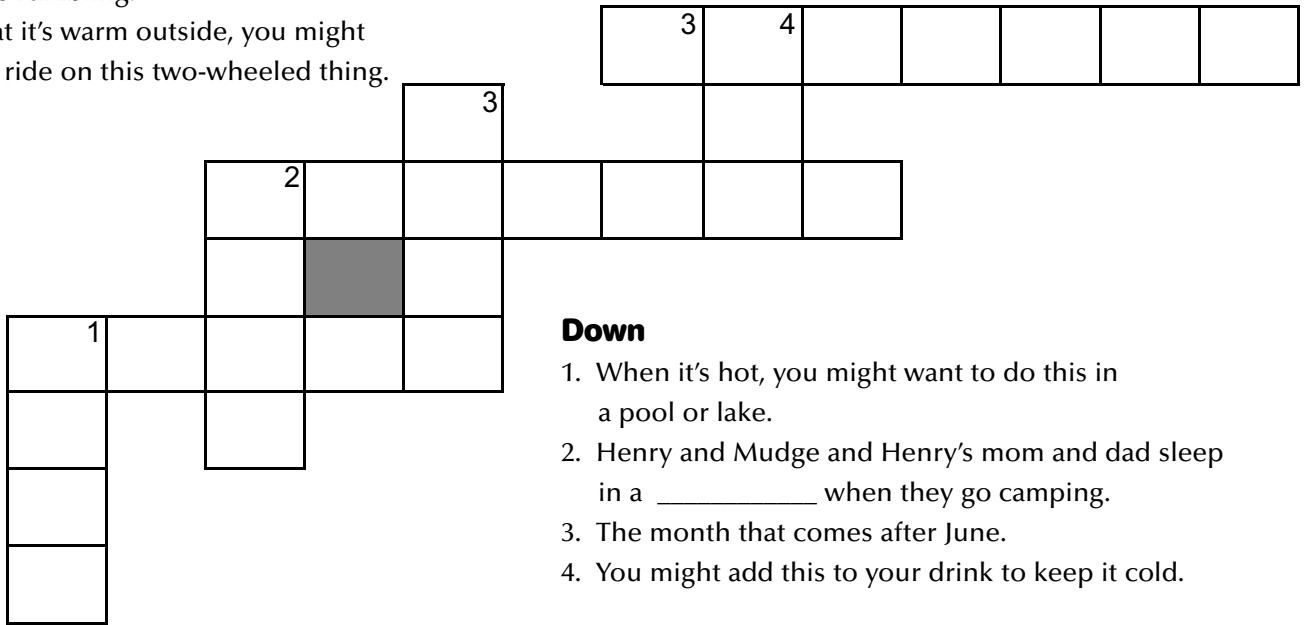 it's warm outside, you might
ride on this two-wheeled thing.
3 4
3
2
1
Down
1. When it's hot, you might want to do this in
a pool or lake.
2. Henry and Mudge and Henry's mom and dad sleep
in a ____________ when they go camping.
3. The month that comes after June.
4. You might add this to your drink to keep it cold.